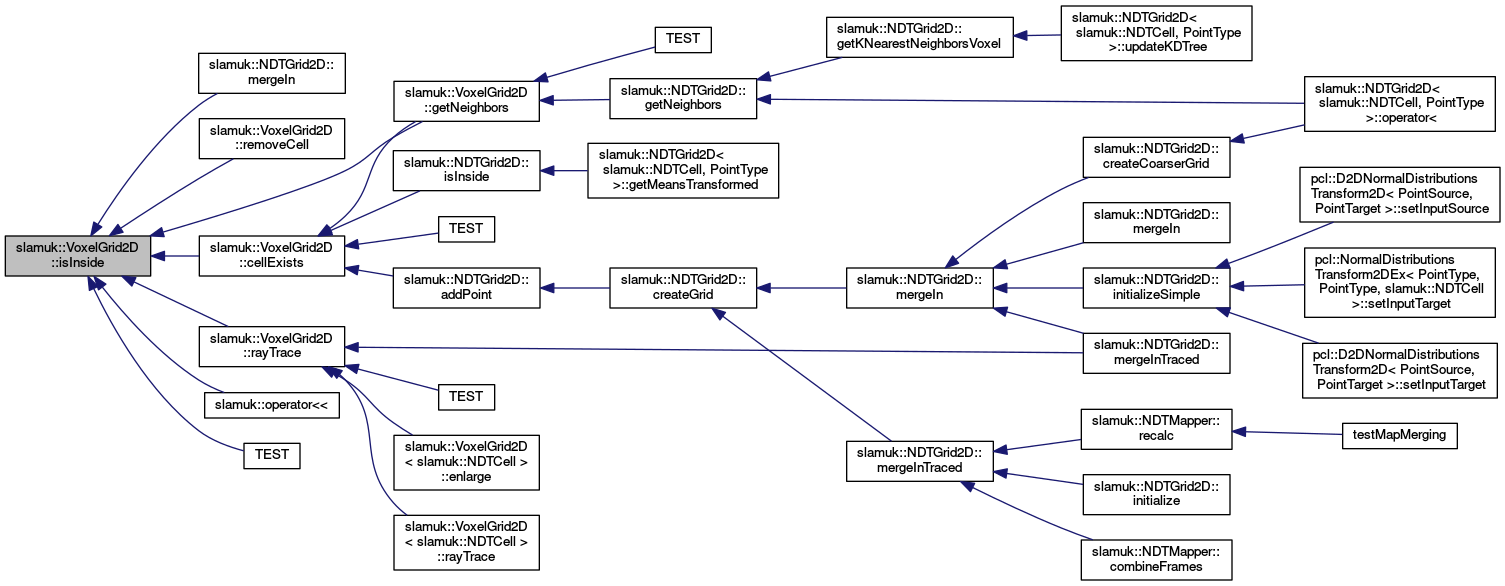 slamuk::VoxelGrid2D
::isInside
slamuk::NDTGrid2D::
mergeIn
slamuk::VoxelGrid2D
::removeCell
slamuk::VoxelGrid2D
::cellExists
slamuk::VoxelGrid2D
::rayTrace
slamuk::operator<<
TEST
slamuk::VoxelGrid2D
::getNeighbors
slamuk::NDTGrid2D::
isInside
TEST
slamuk::NDTGrid2D::
addPoint
TEST
slamuk::VoxelGrid2D
< slamuk::NDTCell >
::enlarge
slamuk::VoxelGrid2D
< slamuk::NDTCell >
::rayTrace
TEST
slamuk::NDTGrid2D::
getNeighbors
slamuk::NDTGrid2D<
slamuk::NDTCell, PointType
>::getMeansTransformed
slamuk::NDTGrid2D::
createGrid
slamuk::NDTGrid2D::
getKNearestNeighborsVoxel
slamuk::NDTGrid2D::
mergeIn
slamuk::NDTGrid2D::
mergeInTraced
slamuk::NDTGrid2D<
slamuk::NDTCell, PointType
>::updateKDTree
slamuk::NDTGrid2D::
createCoarserGrid
slamuk::NDTGrid2D::
mergeIn
slamuk::NDTGrid2D::
initializeSimple
slamuk::NDTGrid2D::
mergeInTraced
slamuk::NDTMapper::
recalc
slamuk::NDTGrid2D::
initialize
slamuk::NDTMapper::
combineFrames
slamuk::NDTGrid2D<
slamuk::NDTCell, PointType
>::operator<
pcl::D2DNormalDistributions
Transform2D< PointSource,
PointTarget >::setInputSource
pcl::NormalDistributions
Transform2DEx< PointType,
PointType, slamuk::NDTCell
>::setInputTarget
pcl::D2DNormalDistributions
Transform2D< PointSource,
PointTarget >::setInputTarget
testMapMerging